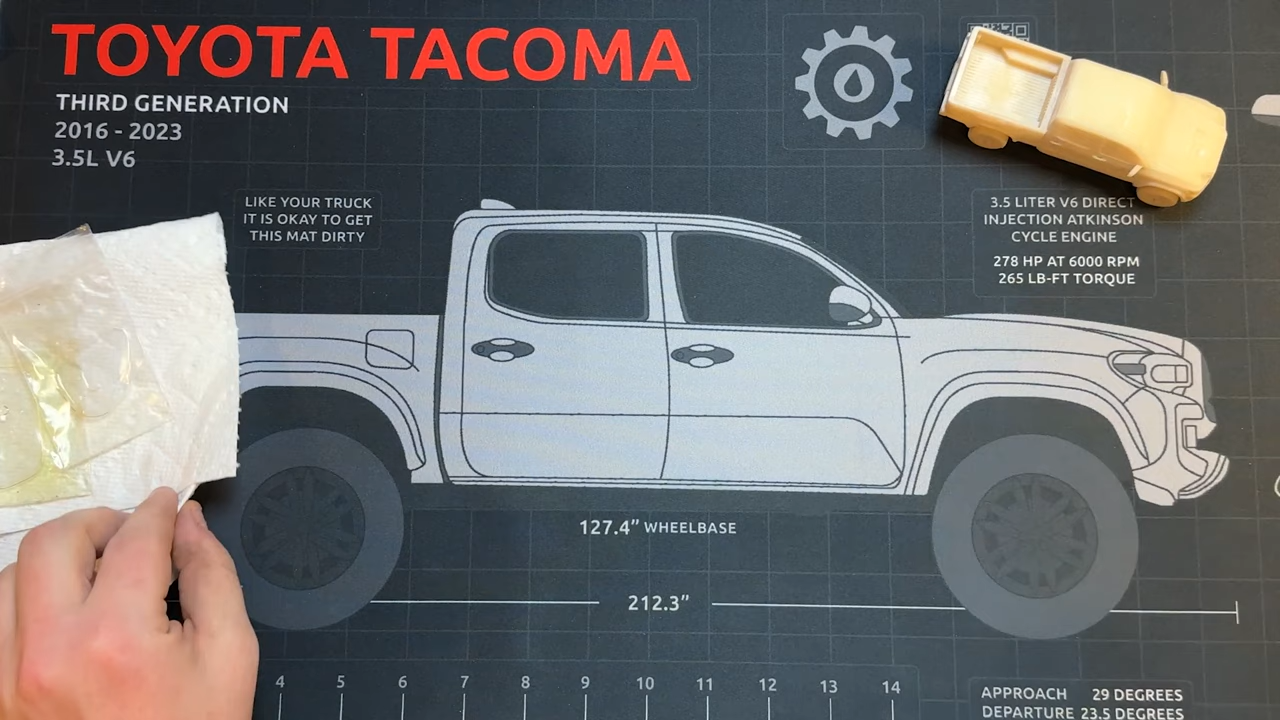 TOYOTA TACOMA
THIRD GENERATION
2016 - 2023
3.5L V6
LIKE YOUR TRUCK
IT IS OKAY TO GET
THIS MAT DIRTY
3.5 LITER V6 DIRECT
INJECTION ATKINSON
CYCLE ENGINE
278 HP AT 6000 RPM
265 LB-FT TORQUE
127.4” WHEELBASE
212.3”
4 5 6 7 8 9 10 11 12 13 14
APPROACH 29 DEGREES
DEPARTURE 23.5 DEGREES